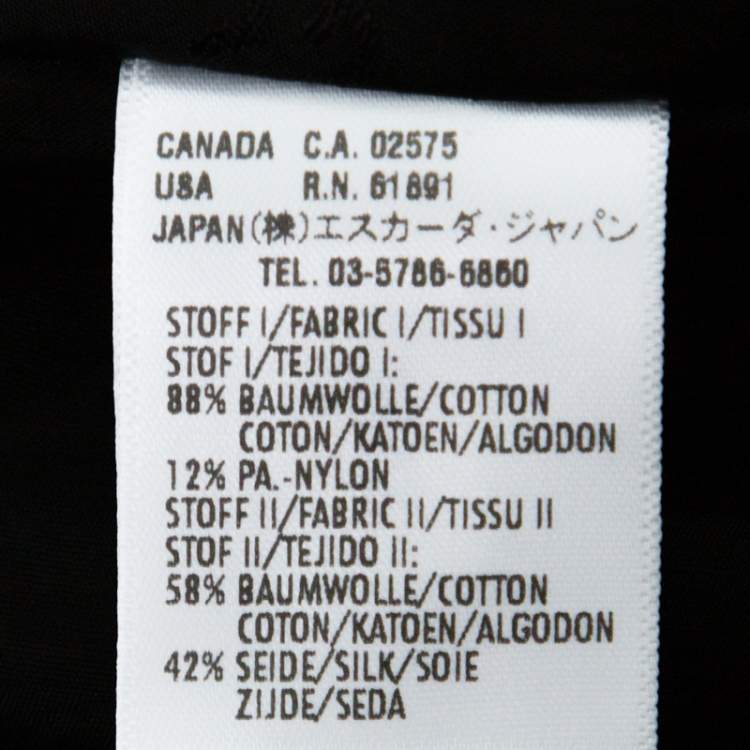 CANADA C.A. 02575
USA R.N. 61891
JAPAN(株)エスカーダ・ジャパン
TEL. 03-5786-6860
STOFF I/FABRIC I/TISSU I
STOF I/TEJIDO I:
88% BAUMWOLLE/COTTON
COTON/KATOEN/ALGODON
12% PA.-NYLON
STOFF II/FABRIC II/TISSU II
STOF II/TEJIDO II:
58% BAUMWOLLE/COTTON
COTON/KATOEN/ALGODON
42% SEIDE/SILK/SOIE
ZIJDE/SEDA